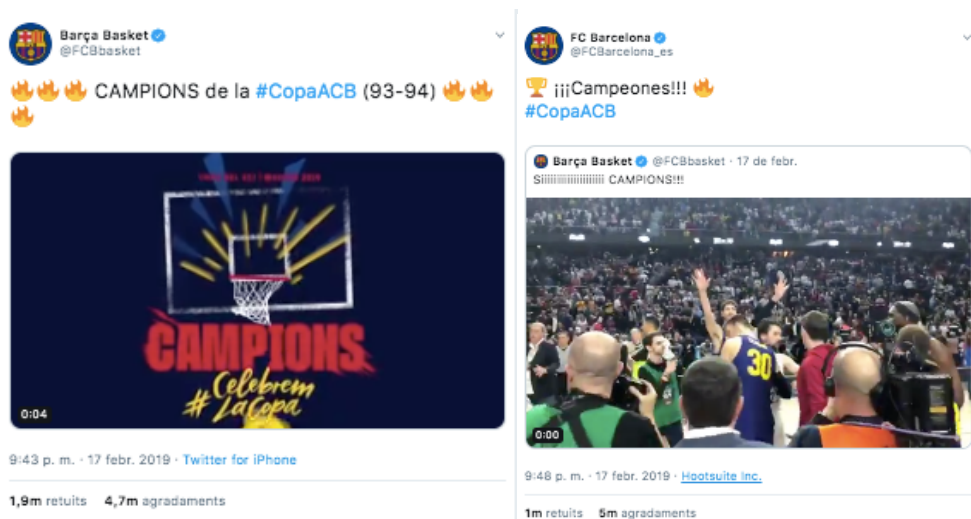 Barça Basket
@FCBbasket
🔥🔥🔥 CAMPIONS de la #CopaACB (93-94) 🔥🔥
🔥
CAMPIONS
Celebrem
# LaCopa
0:04
9:43 p. m. · 17 febr. 2019 · Twitter for iPhone
1,9m retuits 4,7m agradaments
FC Barcelona
@FCBarcelona_es
🏆 ¡¡¡Campeones!!! 🔥
#CopaACB
Barça Basket @FCBbasket · 17 de febr.
CAMPIONS!!!
30
0:00
9:48 p. m. · 17 febr. 2019 · Hootsuite Inc.
1m retuits 5m agradaments